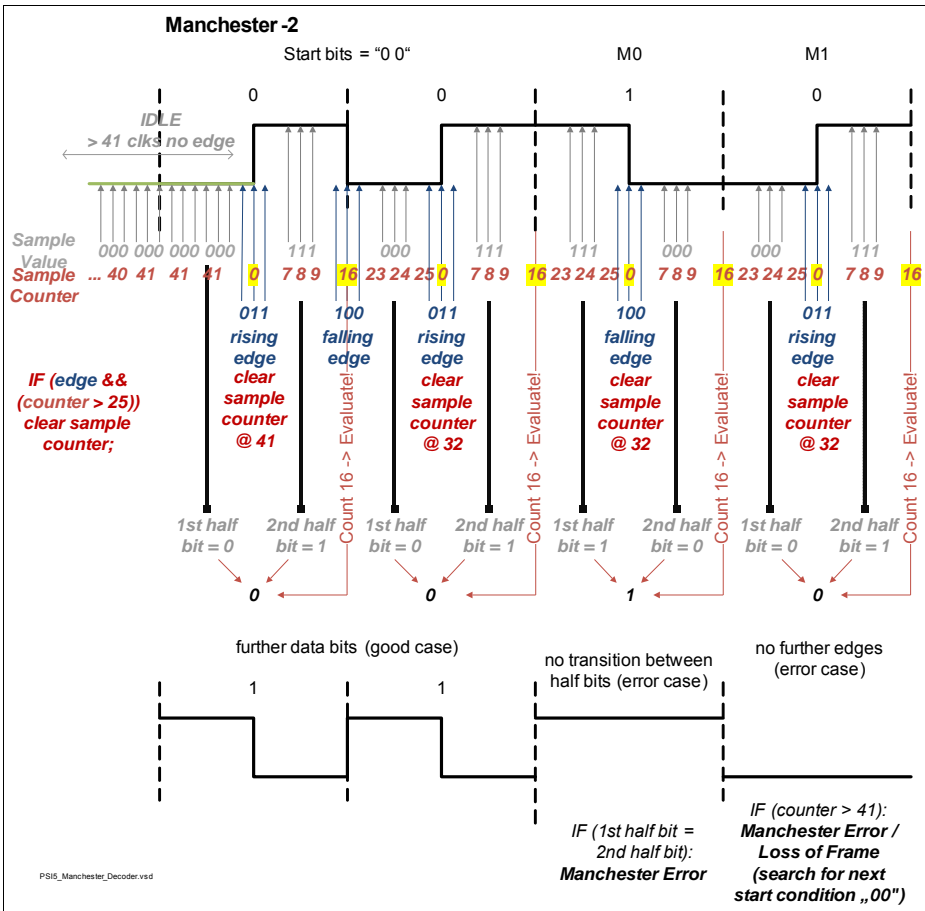 Manchester -2
Start bits = “0 0“ M0 M1
0 0 1 0
IDLE
> 41 clks no edge
Sample Value 000 000 000 000 111 000 111 111 000 000 111
Sample Counter ... 40 41 41 41 0 7 8 9 16 23 24 25 0 7 8 9 16 23 24 25 0 7 8 9 16 23 24 25 0 7 8 9 16
011 100 011 100 011
rising edge falling edge rising edge falling edge rising edge
clear sample counter @ 41
clear sample counter @ 32
clear sample counter @ 32
clear sample counter @ 32
IF (edge &&
(counter > 25))
clear sample
counter;
Count 16 -> Evaluate!
Count 16 -> Evaluate!
Count 16 -> Evaluate!
Count 16 -> Evaluate!
1st half bit = 0
2nd half bit = 1
1st half bit = 0
2nd half bit = 1
1st half bit = 1
2nd half bit = 0
1st half bit = 0
2nd half bit = 1
0 0 1 0
further data bits (good case)
1 1
no transition between
half bits (error case)
no further edges
(error case)
IF (1st half bit =
2nd half bit):
Manchester Error
IF (counter > 41):
Manchester Error /
Loss of Frame
(search for next
start condition „00")
PSI5_Manchester_Decoder.vsd